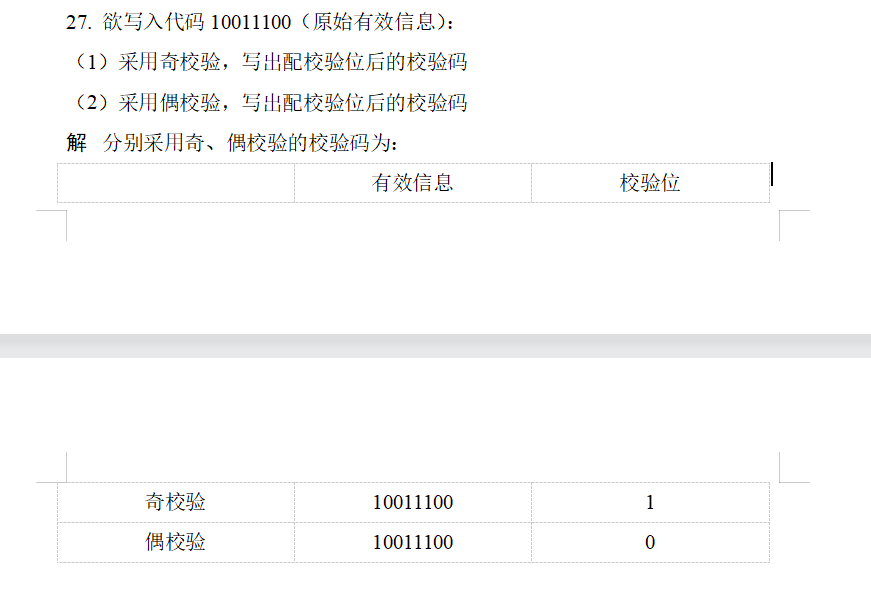 27. 欲写入代码 10011100（原始有效信息）：
（1）采用奇校验，写出配校验位后的校验码
（2）采用偶校验，写出配校验位后的校验码
解 分别采用奇、偶校验的校验码为：
有效信息 校验位
奇校验 10011100 1
偶校验 10011100 0